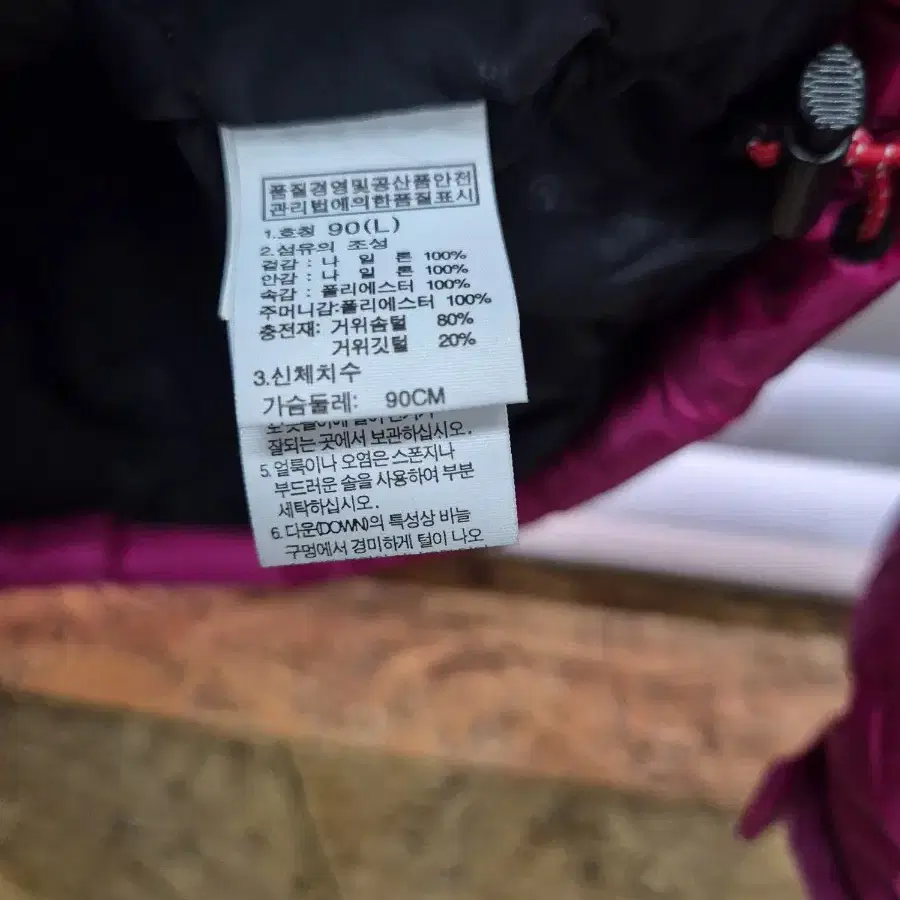 품질경영및공산품안전
관리법에의한품질표시
1.호칭 90(L)
2.섬유의 조성
겉감 : 나 일 론 100%
안감 : 나 일 론 100%
속감 : 폴리에스터 100%
주머니감:폴리에스터 100%
충전재: 거위솜털 80%
거위깃털 20%
3.신체치수
가슴둘레: 90CM
잘되는 곳에서 보관하십시오.
5. 얼룩이나 오염은 스폰지나
부드러운 솔을 사용하여 부분
세탁하십시오.
6. 다운(DOWN)의 특성상 바늘
구멍에서 경미하게 털이 나오